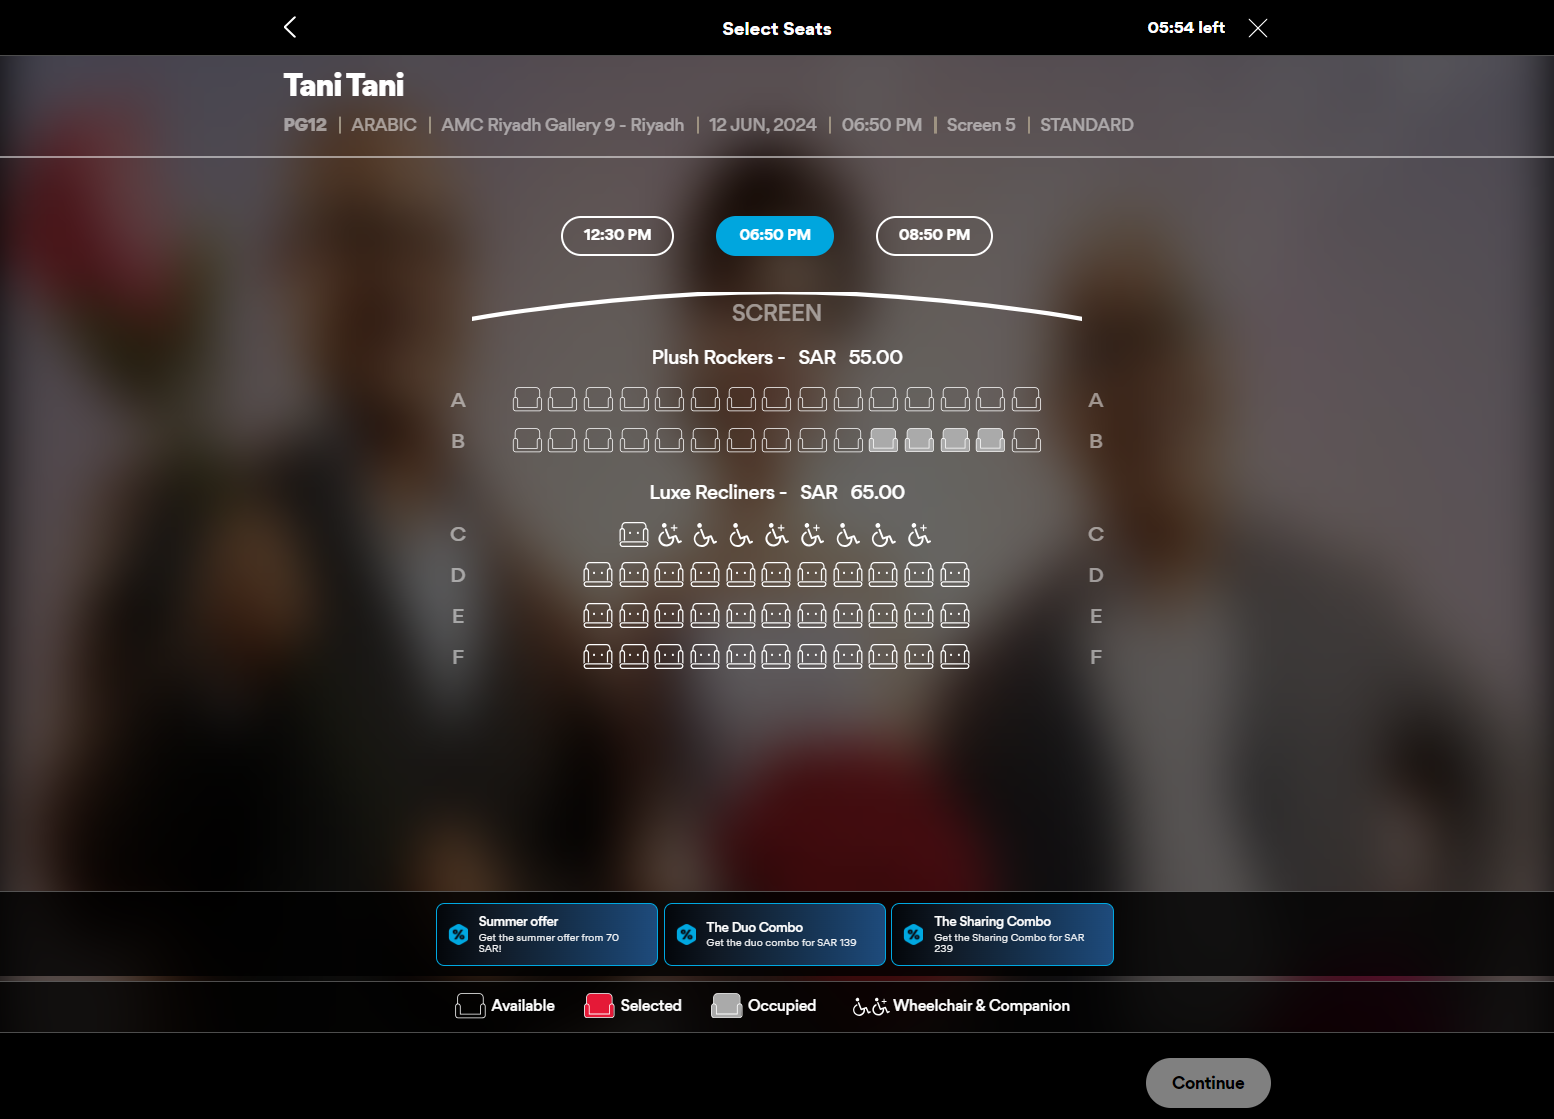 Select Seats
05:54 left
Tani Tani
PG12 | ARABIC | AMC Riyadh Gallery 9 - Riyadh | 12 JUN, 2024 | 06:50 PM | Screen 5 | STANDARD
12:30 PM
06:50 PM
08:50 PM
SCREEN
Plush Rockers - SAR 55.00
A A
B B
Luxe Recliners - SAR 65.00
C C
D D
E E
F F
Summer offer
Get the summer offer from 70
SAR!
The Duo Combo
Get the duo combo for SAR 139
The Sharing Combo
Get the Sharing Combo for SAR
239
Available
Selected
Occupied
Wheelchair & Companion
Continue